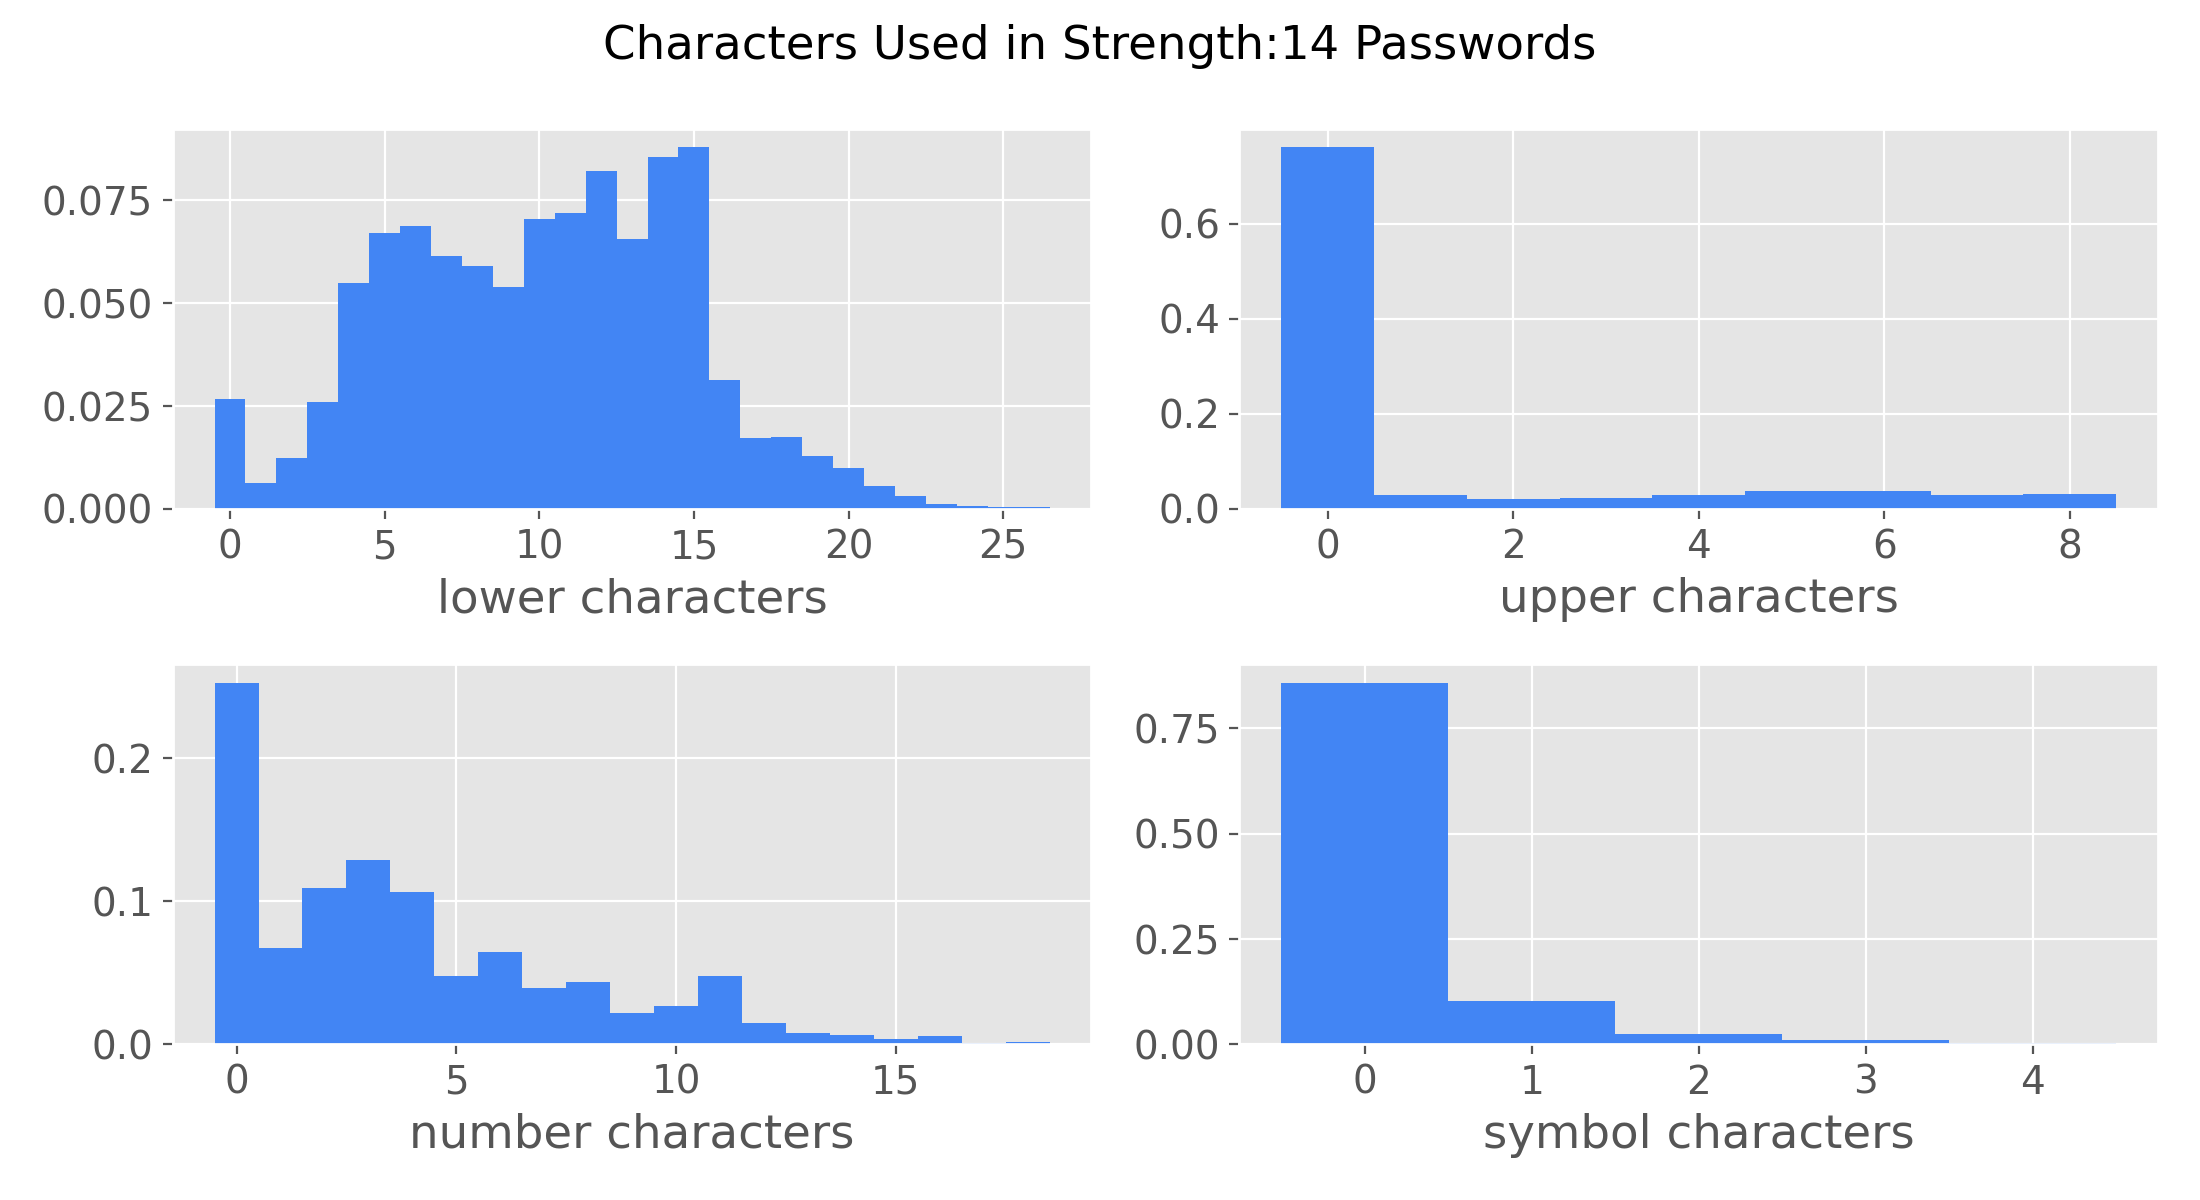 Characters Used in Strength:14 Passwords
0.075
0.050
0.025
0.000
0 5 10 15 20 25
lower characters
0.6
0.4
0.2
0.0
0 2 4 6 8
upper characters
0.2
0.1
0.0
0 5 10 15
number characters
0.75
0.50
0.25
0.00
0 1 2 3 4
symbol characters